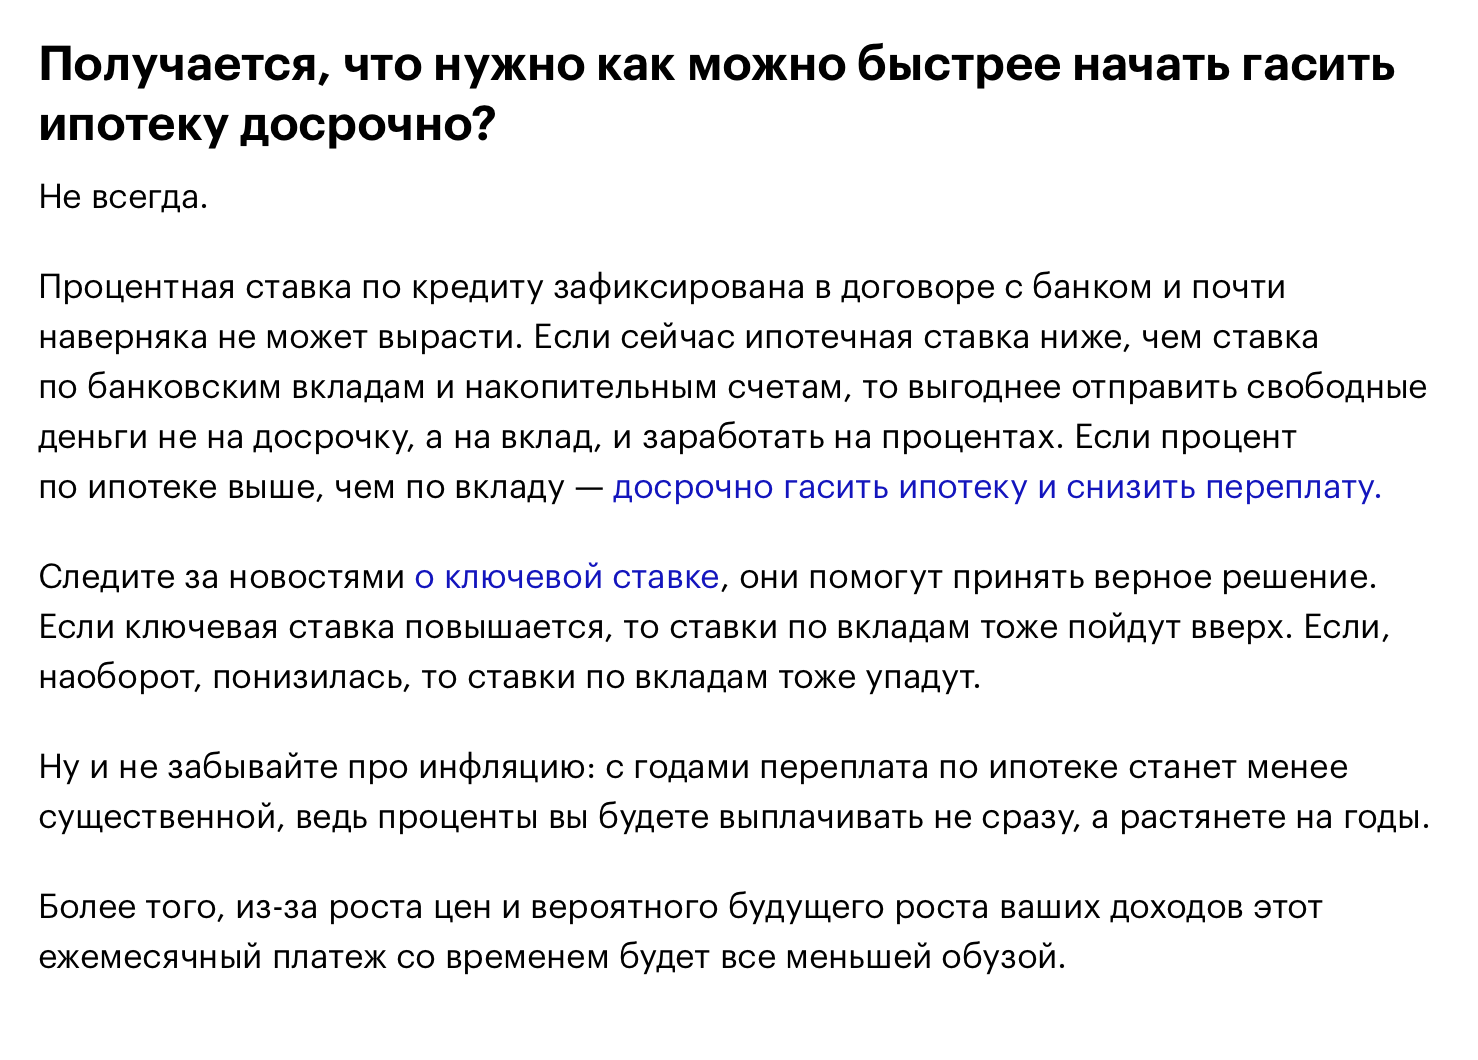 Получается, что нужно как можно быстрее начать гасить
ипотеку досрочно?
Не всегда.
Процентная ставка по кредиту зафиксирована в договоре с банком и почти
наверняка не может вырасти. Если сейчас ипотечная ставка ниже, чем ставка
по банковским вкладам и накопительным счетам, то выгоднее отправить свободные
деньги не на досрочку, а на вклад, и заработать на процентах. Если процент
по ипотеке выше, чем по вкладу — досрочно гасить ипотеку и снизить переплату.
Следите за новостями о ключевой ставке, они помогут принять верное решение.
Если ключевая ставка повышается, то ставки по вкладам тоже пойдут вверх. Если,
наоборот, понизилась, то ставки по вкладам тоже упадут.
Ну и не забывайте про инфляцию: с годами переплата по ипотеке станет менее
существенной, ведь проценты вы будете выплачивать не сразу, а растянете на годы.
Более того, из-за роста цен и вероятного будущего роста ваших доходов этот
ежемесячный платеж со временем будет все меньшей обузой.